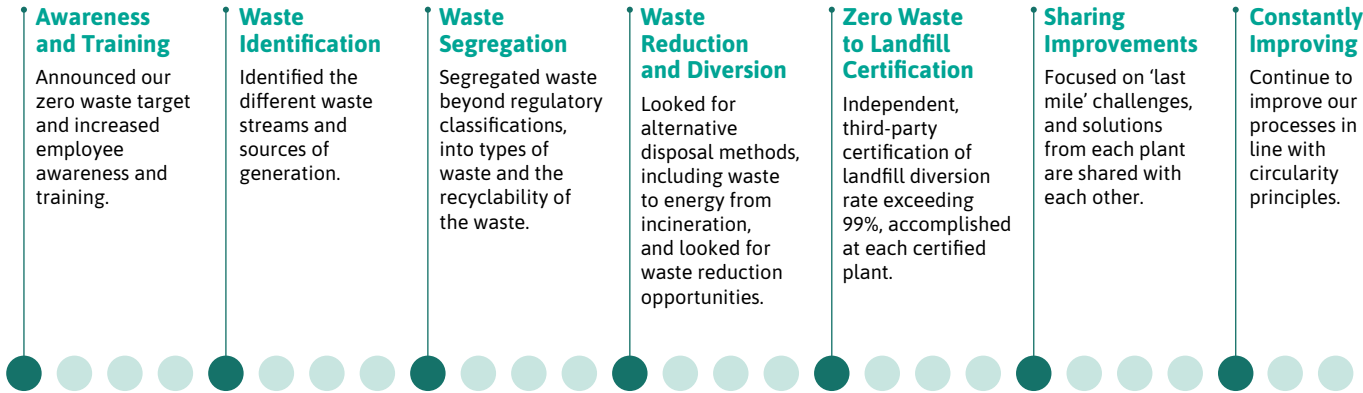 Awareness
and Training
Announced our
zero waste target
and increased
employee
awareness and
training.
Waste
Identification
Identified the
different waste
streams and
sources of
generation.
Waste
Segregation
Segregated waste
beyond regulatory
classifications,
into types of
waste and the
recyclability of
the waste.
Waste
Reduction
and Diversion
Looked for
alternative
disposal methods,
including waste
to energy from
incineration,
and looked for
waste reduction
opportunities.
Zero Waste
to Landfill
Certification
Independent,
third-party
certification of
landfill diversion
rate exceeding
99%, accomplished
at each certified
plant.
Sharing
Improvements
Focused on ‘last
mile’ challenges,
and solutions
from each plant
are shared with
each other.
Constantly
Improving
Continue to
improve our
processes in
line with
circularity
principles.